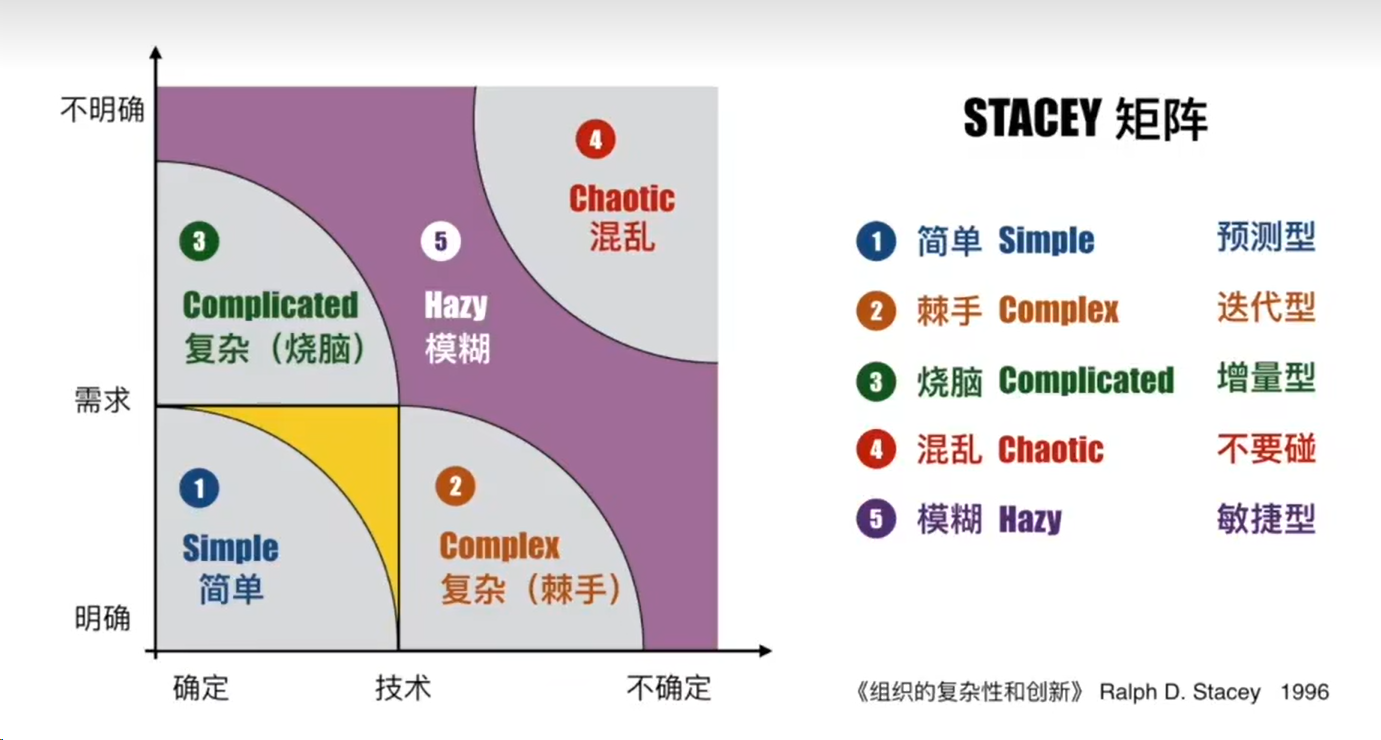 STACEY 矩阵
不明确
需求
明确
确定
技术
不确定
4
Chaotic
混乱
3
Complicated
复杂（烧脑）
5
Hazy
模糊
1
Simple
简单
2
Complex
复杂（棘手）
1 简单 Simple 预测型
2 棘手 Complex 迭代型
3 烧脑 Complicated 增量型
4 混乱 Chaotic 不要碰
5 模糊 Hazy 敏捷型
《组织的复杂性和创新》 Ralph D. Stacey 1996